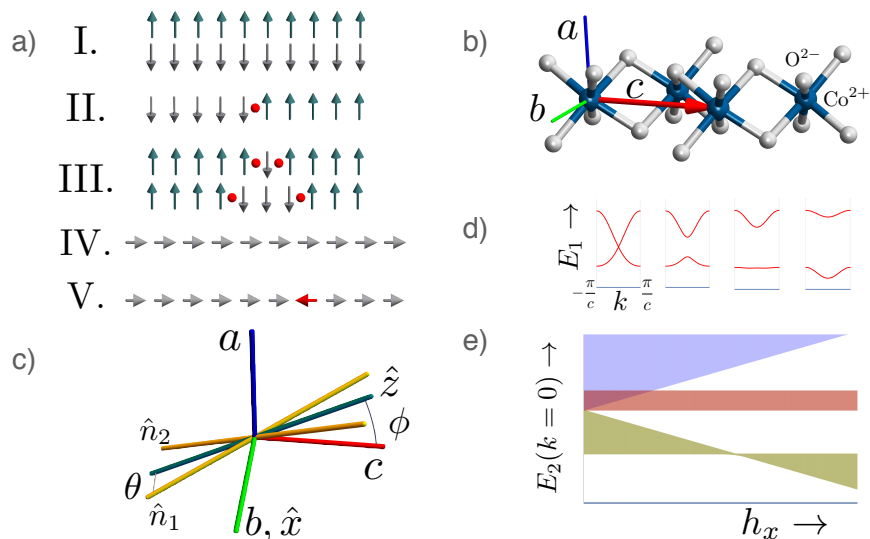 a)
I.
II.
III.
IV.
V.
b)
a
b
c
O²⁻
Co²⁺
c)
a
ẑ
n̂₂
ϕ
θ
c
n̂₁
b, x̂
d)
E₁ →
-π/c k π/c
e)
E₂(k = 0) →
hₓ →